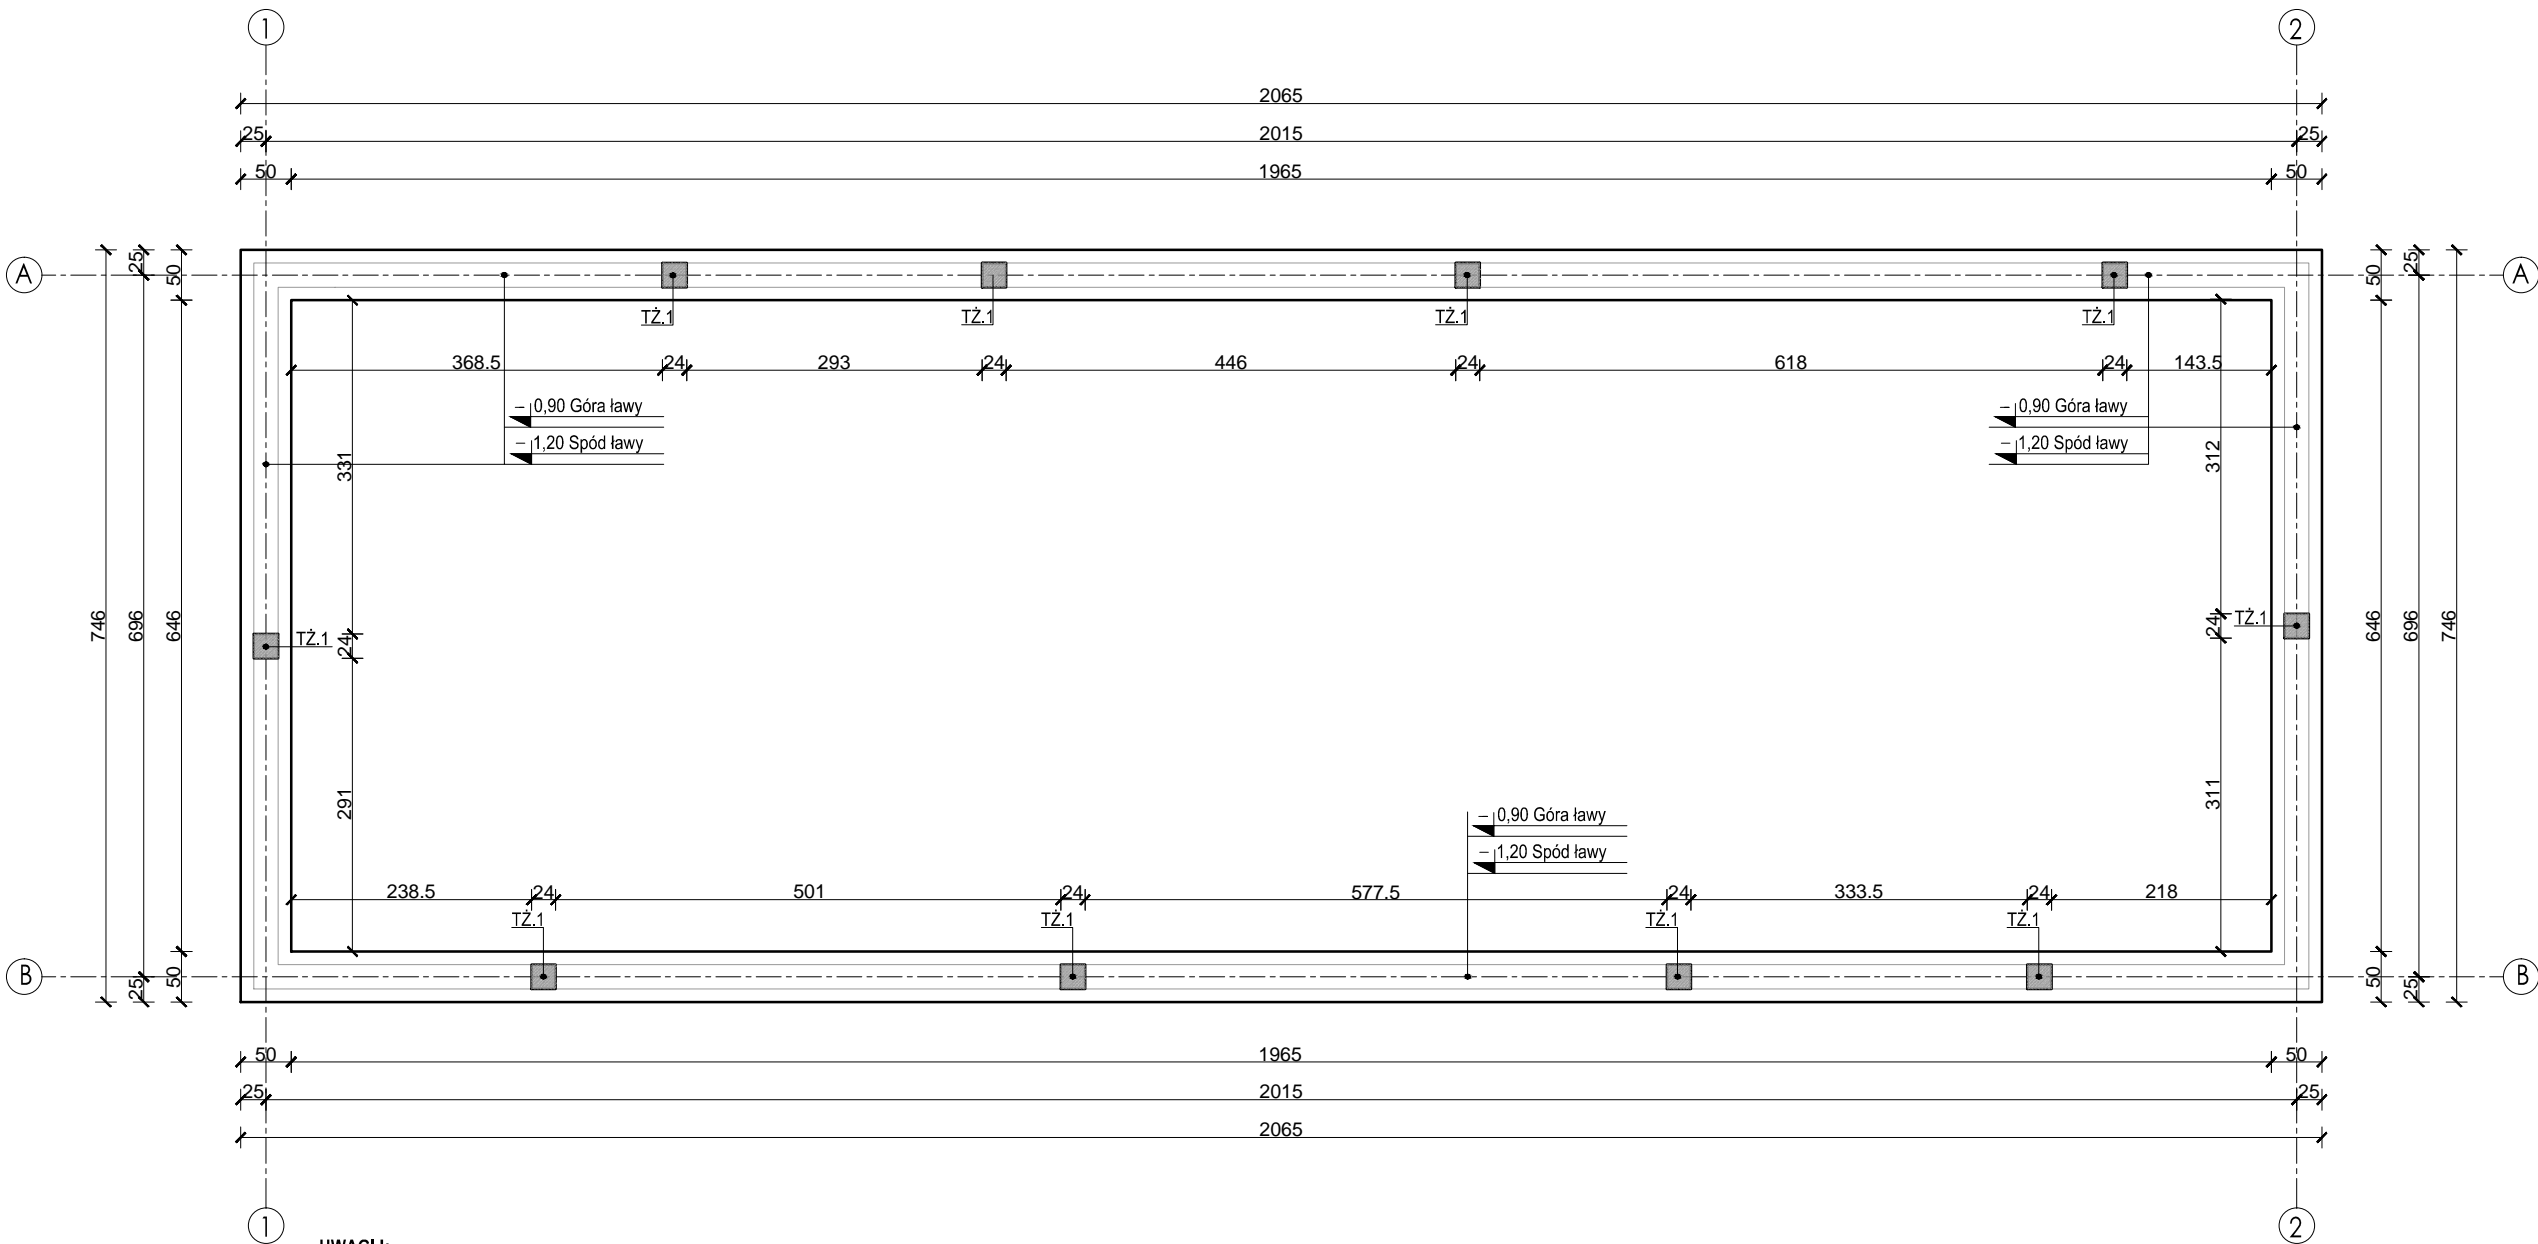 1 2
2065
25 2015 25
50 1965 50
A 25 50 50 25 A
TŻ.1 TŻ.1 TŻ.1 TŻ.1
368.5 24 293 24 446 24 618 24 143.5
– 0,90 Góra ławy – 0,90 Góra ławy
– 1,20 Spód ławy – 1,20 Spód ławy
331 312
746 696 646 TŻ.1 24 24 TŻ.1 646 696 746
291 311
– 0,90 Góra ławy
– 1,20 Spód ławy
238.5 24 501 24 577.5 24 333.5 24 218
TŻ.1 TŻ.1 TŻ.1 TŻ.1
B 25 50 50 25 B
50 1965 50
25 2015 25
2065
1 2
UWAGI: